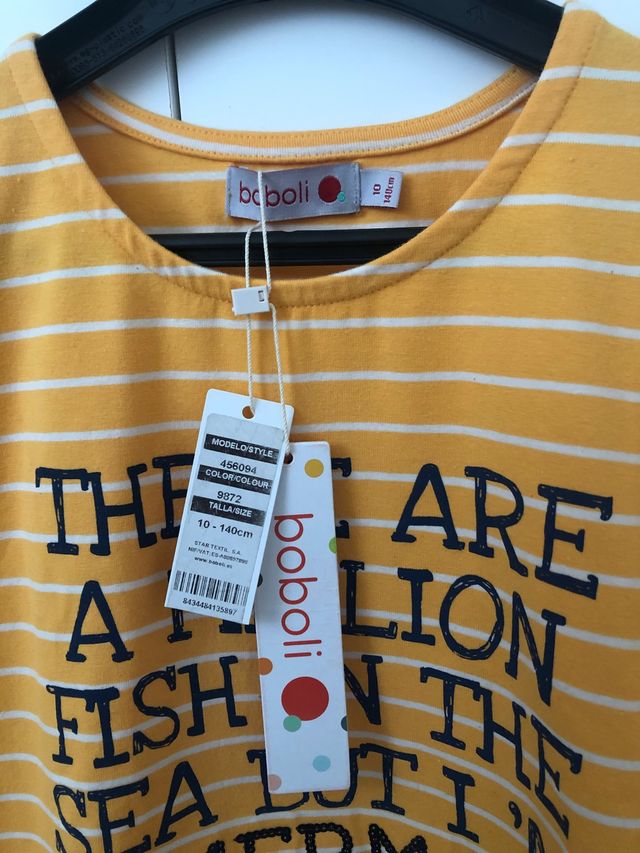 boboli
10
140cm
MODELO/STYLE
456094
COLOR/COLOUR
9872
TALLA/SIZE
10 - 140cm
STAR TEXTIL, S.A.
www.boboli.es
8434484135897
boboli
ARE
A LION
FISH N THE
SEA BUT I'